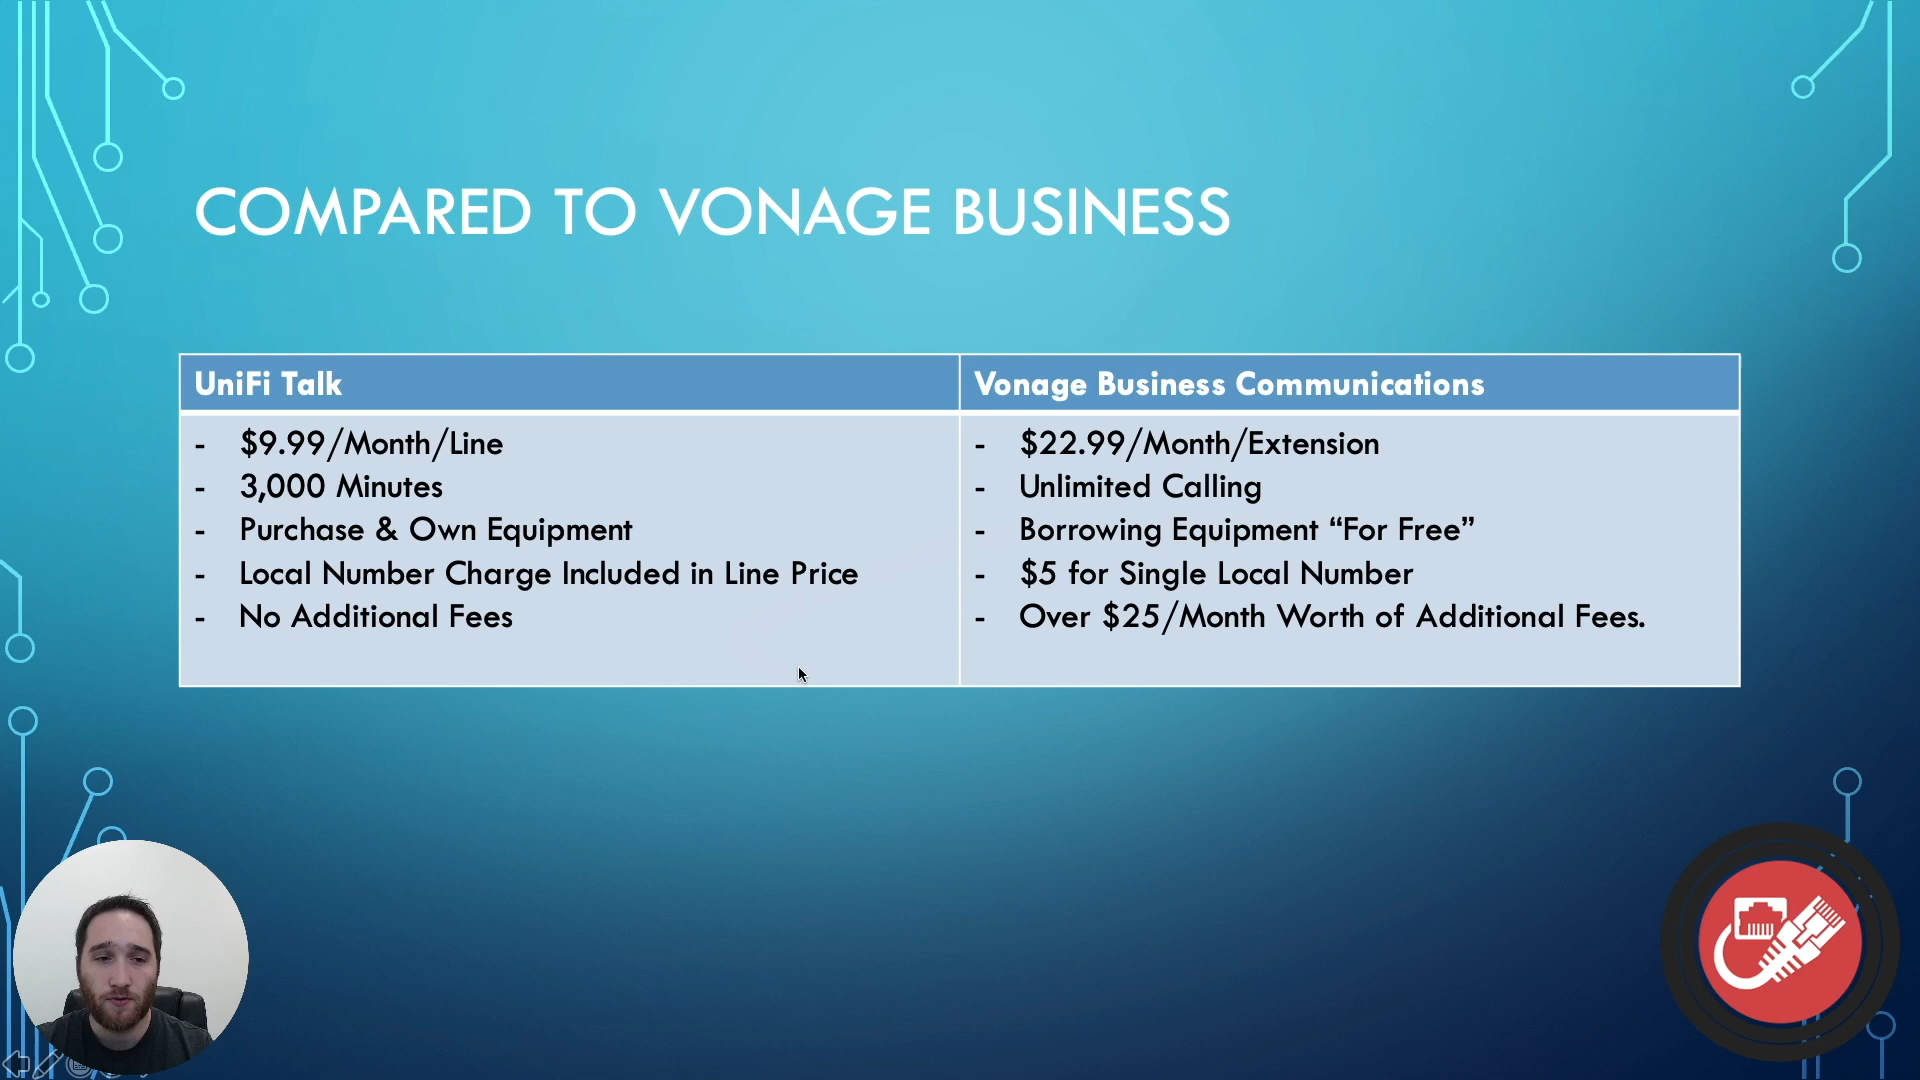 COMPARED TO VONAGE BUSINESS
UniFi Talk
- $9.99/Month/Line
- 3,000 Minutes
- Purchase & Own Equipment
- Local Number Charge Included in Line Price
- No Additional Fees
Vonage Business Communications
- $22.99/Month/Extension
- Unlimited Calling
- Borrowing Equipment “For Free”
- $5 for Single Local Number
- Over $25/Month Worth of Additional Fees.